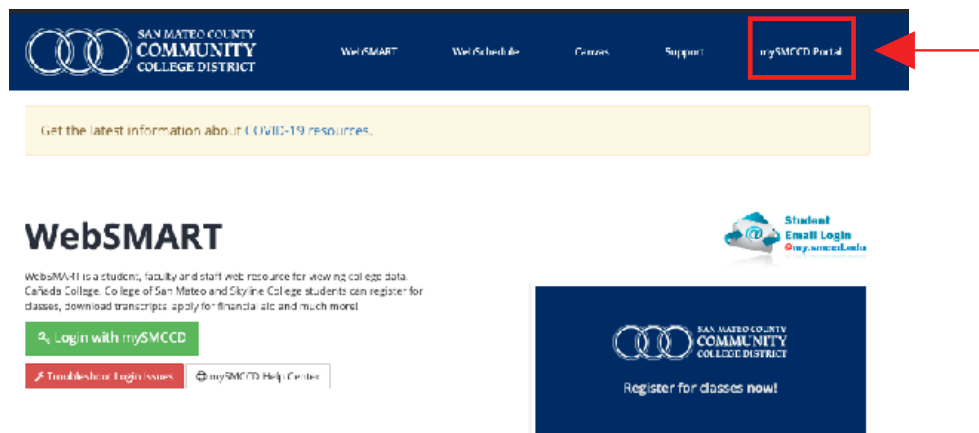 SAN MATEO COUNTY
COMMUNITY
COLLEGE DISTRICT
WebSMART WebSchedule Canvas Support mySMCCD Portal
Get the latest information about COVID-19 resources.
WebSMART
Student
Email Login
@my.smccd.edu
WebSMART is a student, faculty and staff web resource for viewing college data.
Cañada College, College of San Mateo and Skyline College students can register for
classes, download transcripts, apply for financial aid and much more!
Login with mySMCCD
Troubleshoot Login Issues mySMCCD Help Center
SAN MATEO COUNTY
COMMUNITY
COLLEGE DISTRICT
Register for classes now!